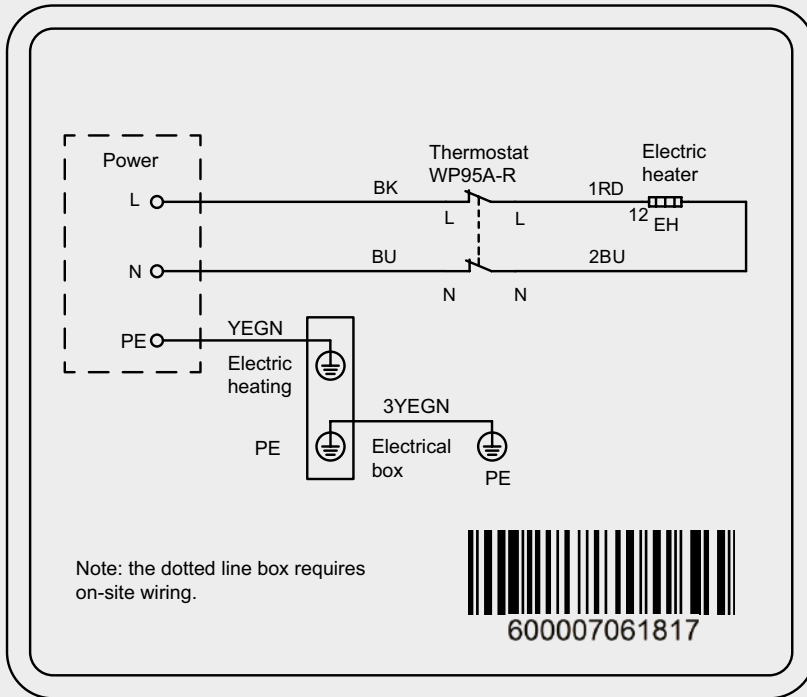 Power
Thermostat
WP95A-R
Electric
heater
L
BK
L
L
1RD
12
EH
N
BU
N
N
2BU
PE
YEGN
Electric
heating
PE
3YEGN
Electrical
box
PE
Note: the dotted line box requires
on-site wiring.
600007061817